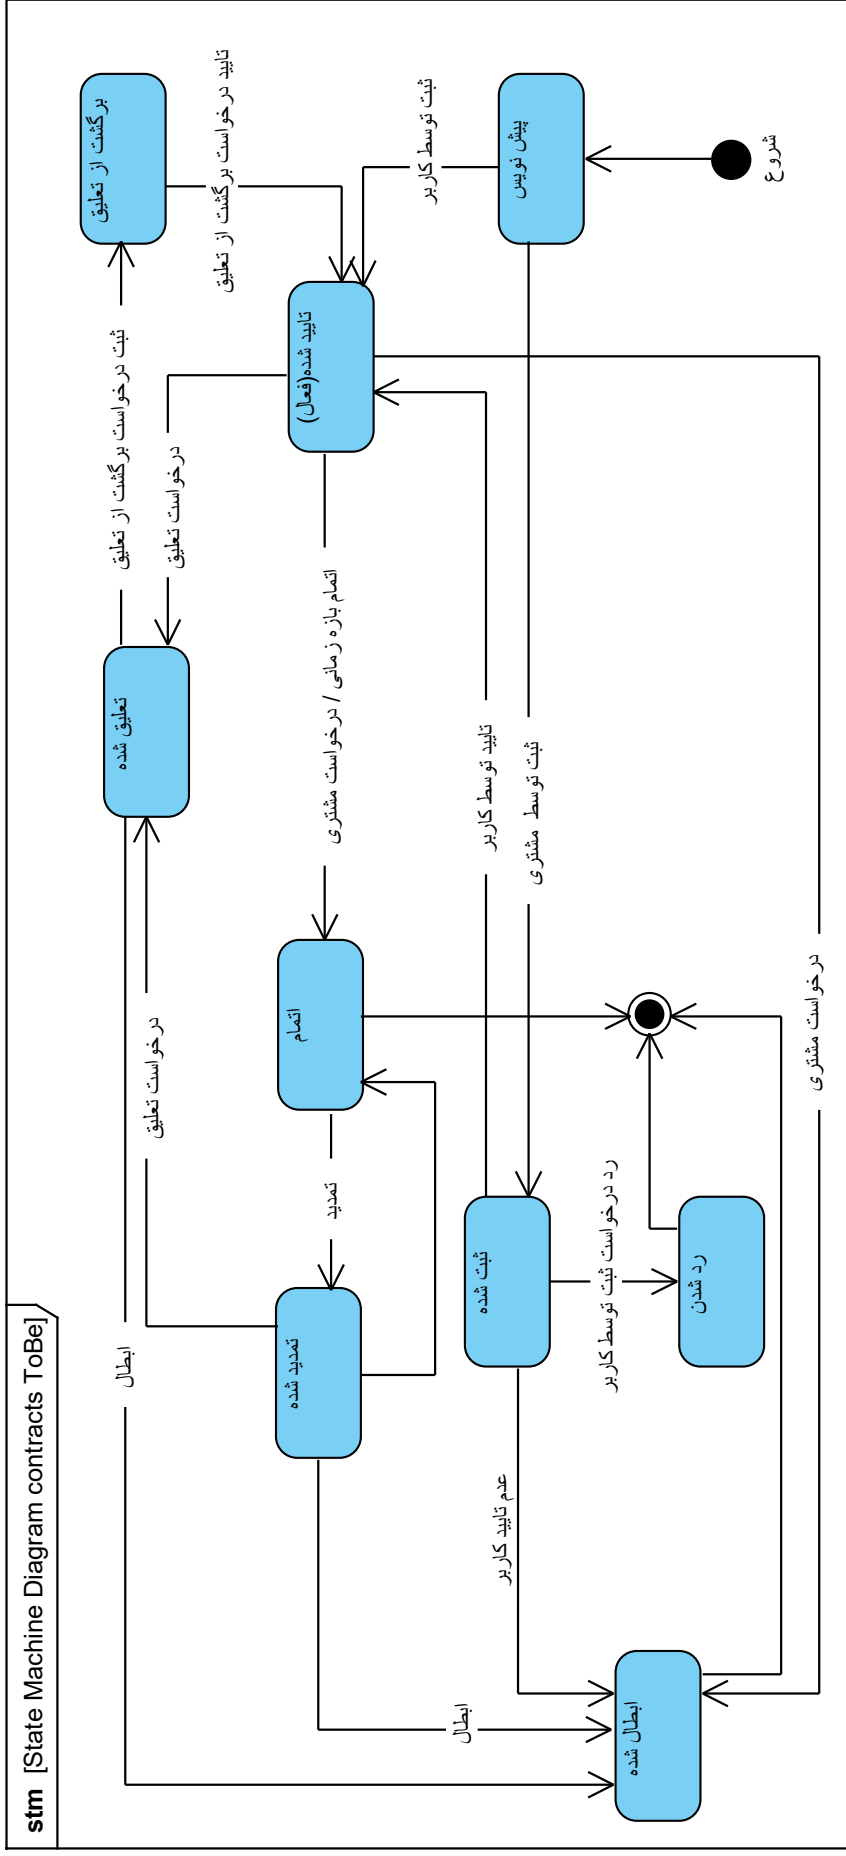 stm [State Machine Diagram contracts ToBe]
برگشت از تعلیق
تایید درخواست برگشت از تعلیق
ثبت توسط کاربر
پیش نویس
شروع
ثبت درخواست برگشت از تعلیق
درخواست تعلیق
تایید شده(فعال)
تعلیق شده
اتمام بازه زمانی / درخواست مشتری
تایید توسط کاربر
ثبت توسط مشتری
درخواست مشتری
درخواست تعلیق
اتمام
تمدید
ثبت شده
رد درخواست ثبت توسط کاربر
رد شدن
ابطال
تمدید شده
عدم تایید کاربر
ابطال
ابطال شده